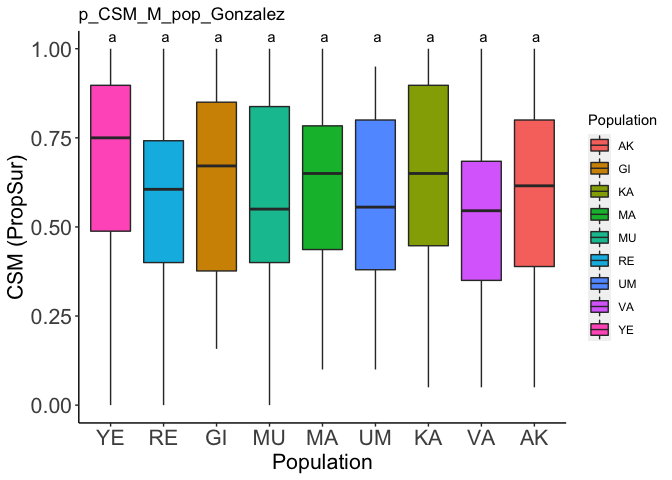 p_CSM_M_pop_Gonzalez
a a a a a a a a a
1.00
0.75
0.50
0.25
0.00
CSM (PropSur)
YE RE GI MU MA UM KA VA AK
Population
Population
AK
GI
KA
MA
MU
RE
UM
VA
YE